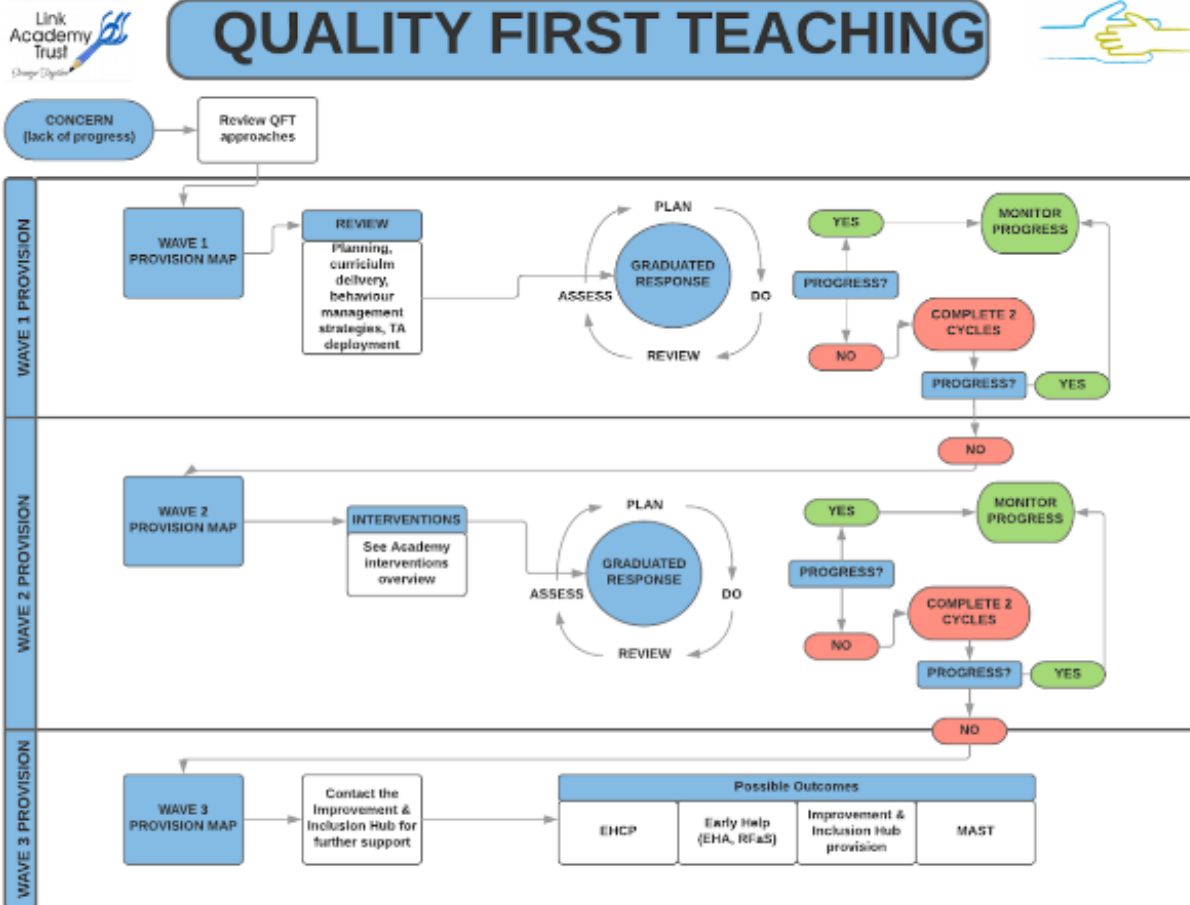 Link
Academy
Trust
Stronger Together
QUALITY FIRST TEACHING
CONCERN
(lack of progress)
Review QFT
approaches
WAVE 1 PROVISION
WAVE 1
PROVISION MAP
REVIEW
Planning,
curriciulm
delivery,
behaviour
management
strategies, TA
deployment
PLAN
GRADUATED
RESPONSE
ASSESS
DO
REVIEW
YES
MONITOR
PROGRESS
PROGRESS?
COMPLETE 2
CYCLES
NO
PROGRESS?
YES
NO
WAVE 2 PROVISION
WAVE 2
PROVISION MAP
INTERVENTIONS
See Academy
interventions
overview
PLAN
GRADUATED
RESPONSE
ASSESS
DO
REVIEW
YES
MONITOR
PROGRESS
PROGRESS?
COMPLETE 2
CYCLES
NO
PROGRESS?
YES
NO
WAVE 3 PROVISION
WAVE 3
PROVISION MAP
Contact the
Improvement &
Inclusion Hub for
further support
Possible Outcomes
EHCP
Early Help
(EHA, RFaS)
Improvement &
Inclusion Hub
provision
MAST